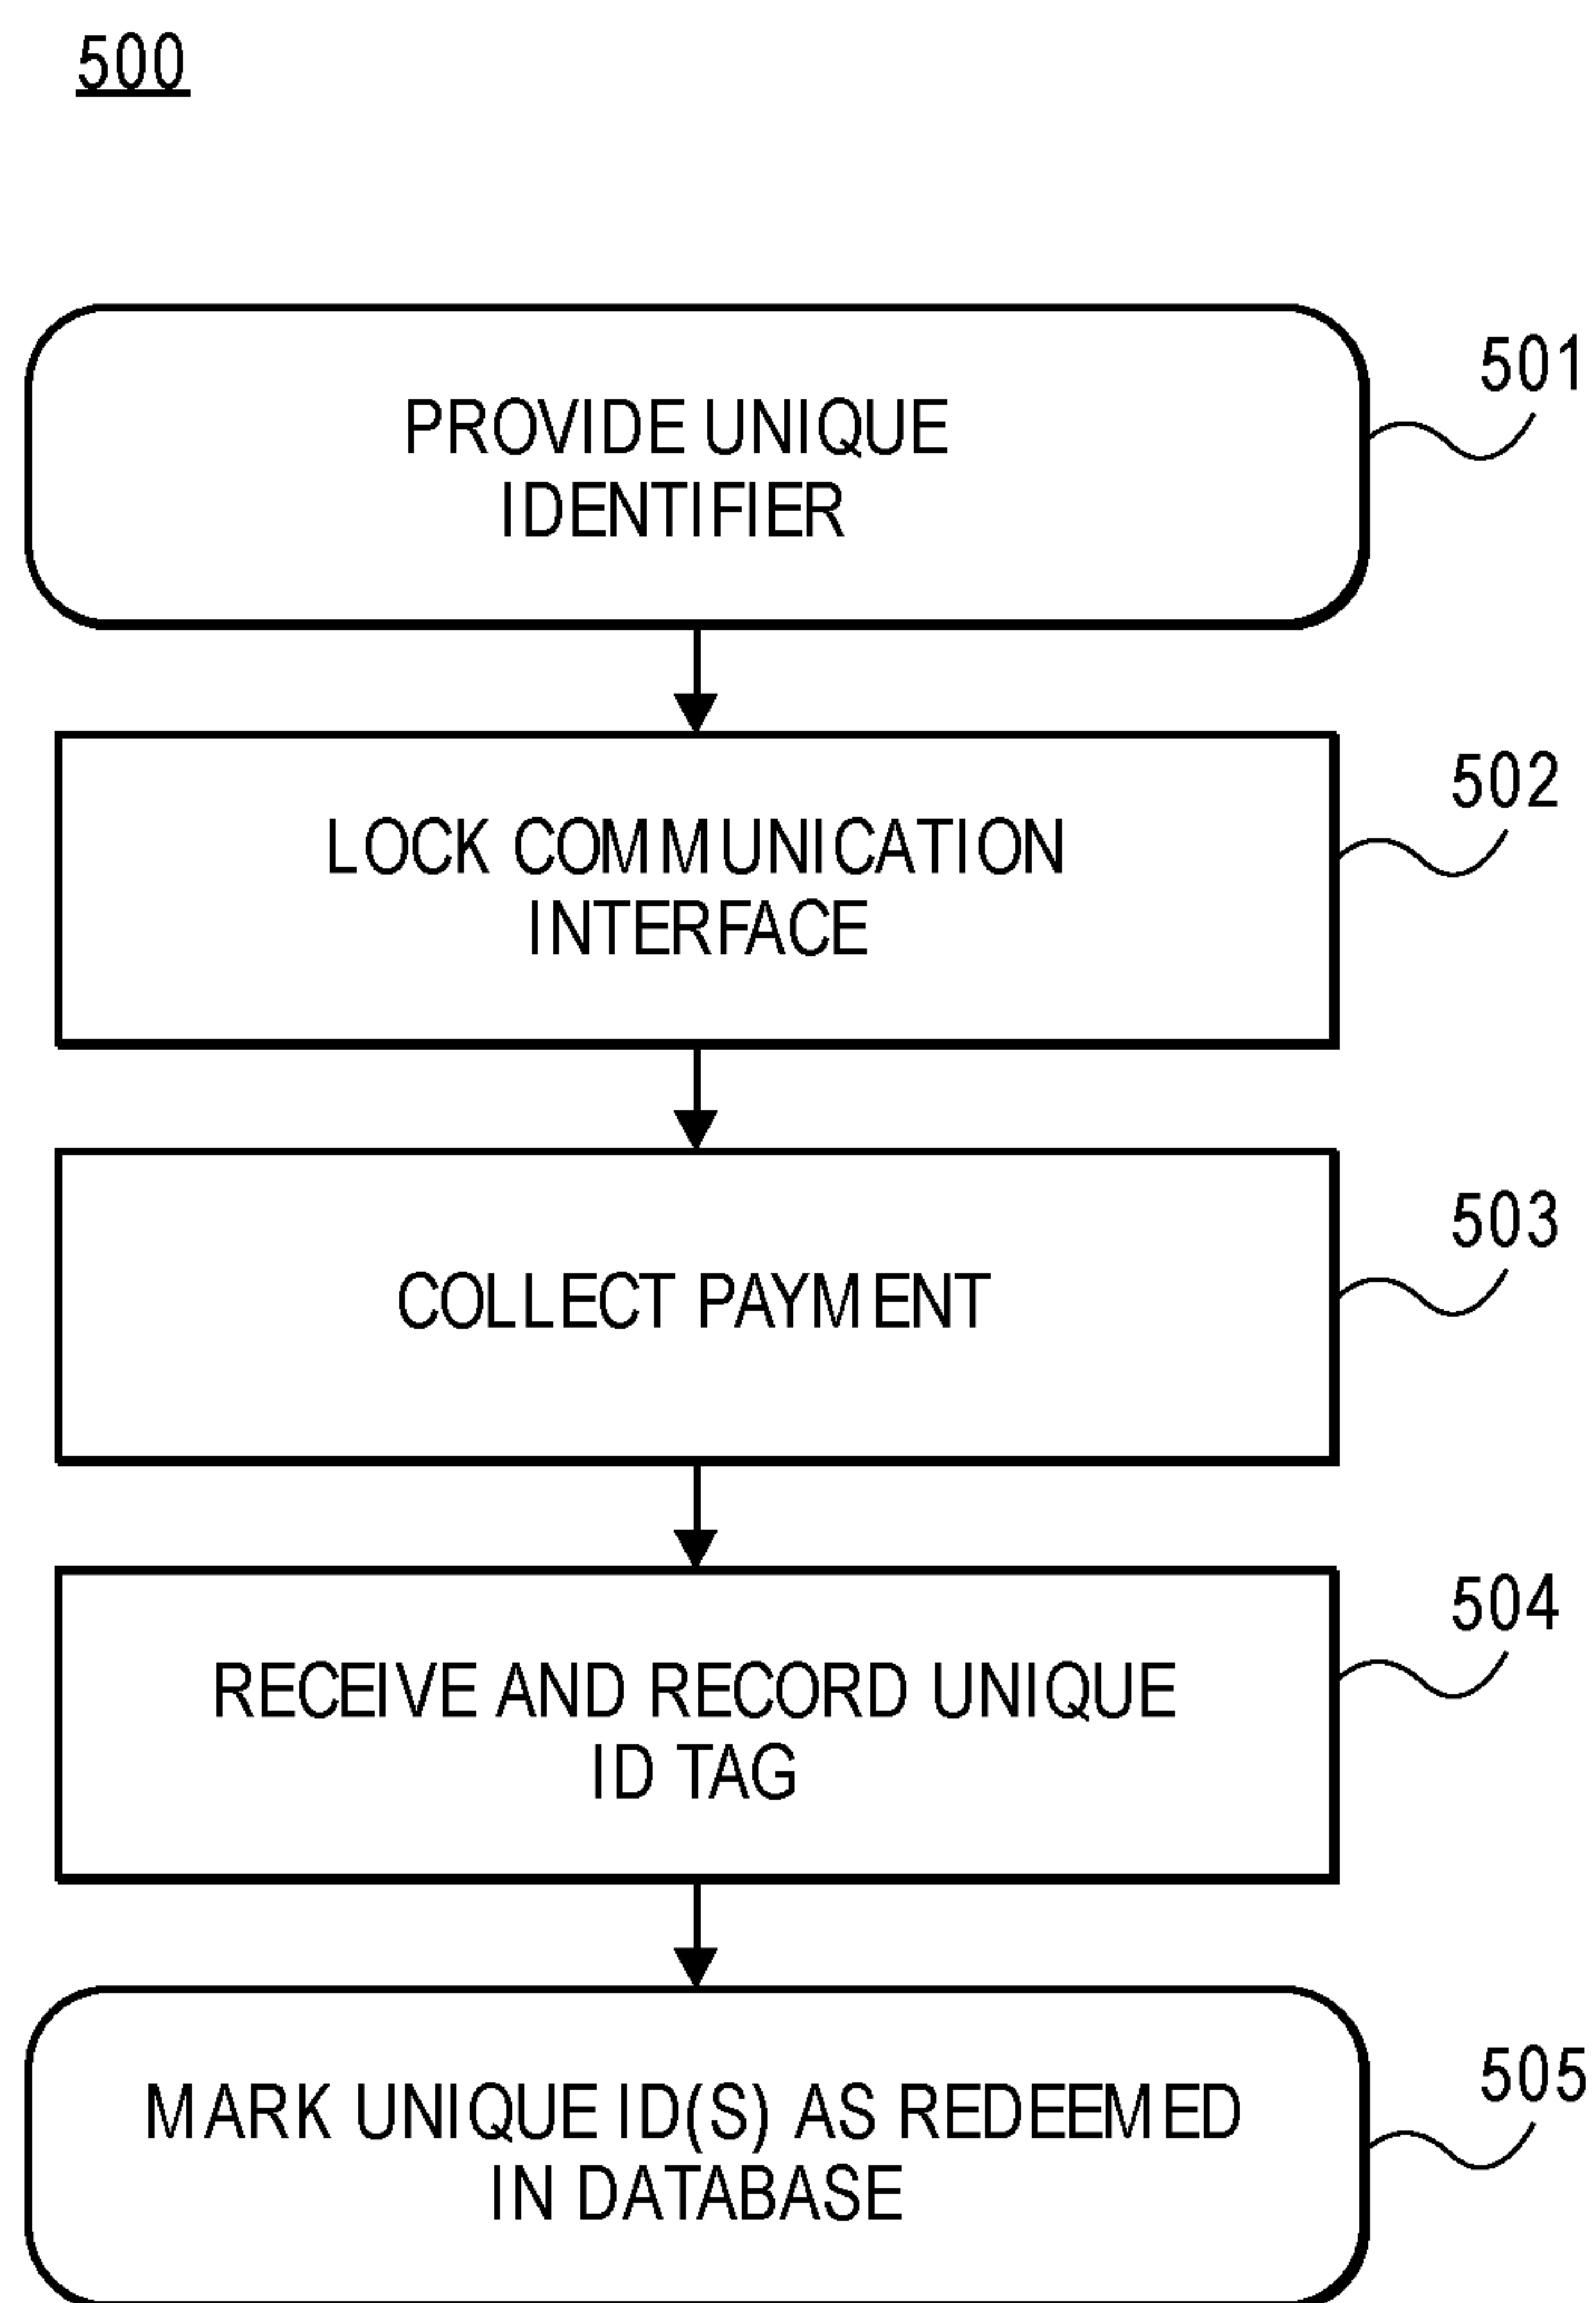 500
501
PROVIDE UNIQUE
IDENTIFIER
502
LOCK COMMUNICATION
INTERFACE
503
COLLECT PAYMENT
504
RECEIVE AND RECORD UNIQUE
ID TAG
505
MARK UNIQUE ID(S) AS REDEEMED
IN DATABASE